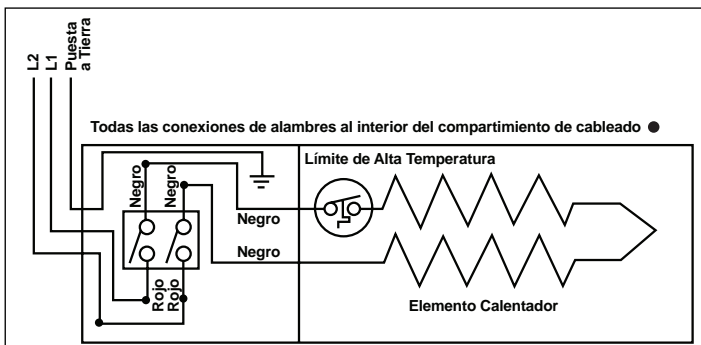 L2
L1
Puesta
a Tierra
Todas las conexiones de alambres al interior del compartimiento de cableado
Límite de Alta Temperatura
Negro
Negro
Negro
Negro
Rojo
Rojo
Elemento Calentador